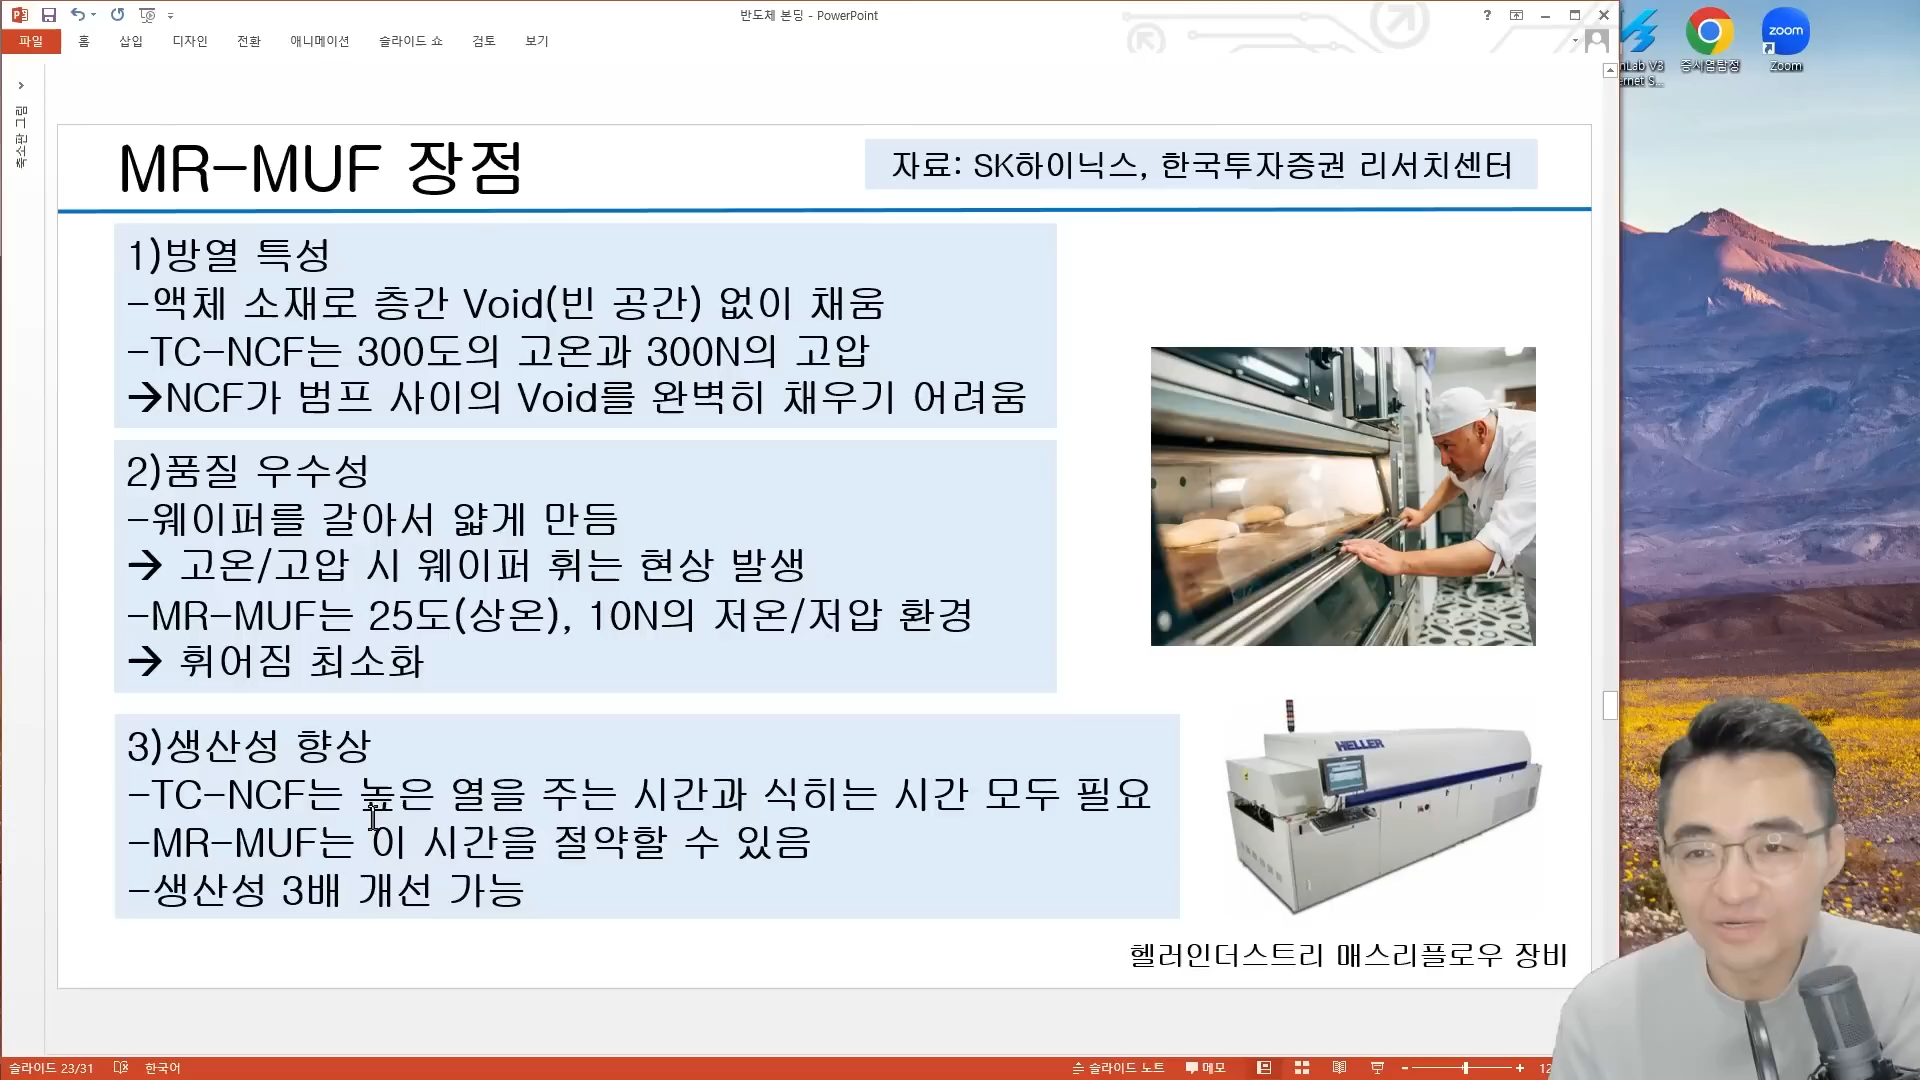 반도체 본딩 - PowerPoint
파일 홈 삽입 디자인 전환 애니메이션 슬라이드 쇼 검토 보기
증시염탐정
Zoom
zoom
축소판 그림
MR-MUF 장점
자료: SK하이닉스, 한국투자증권 리서치센터
1)방열 특성
-액체 소재로 층간 Void(빈 공간) 없이 채움
-TC-NCF는 300도의 고온과 300N의 고압
→NCF가 범프 사이의 Void를 완벽히 채우기 어려움
2)품질 우수성
-웨이퍼를 갈아서 얇게 만듬
→ 고온/고압 시 웨이퍼 휘는 현상 발생
-MR-MUF는 25도(상온), 10N의 저온/저압 환경
→ 휘어짐 최소화
3)생산성 향상
-TC-NCF는 높은 열을 주는 시간과 식히는 시간 모두 필요
-MR-MUF는 이 시간을 절약할 수 있음
-생산성 3배 개선 가능
HELLER
헬러인더스트리 매스리플로우 장비
슬라이드 23/31 한국어 슬라이드 노트 메모